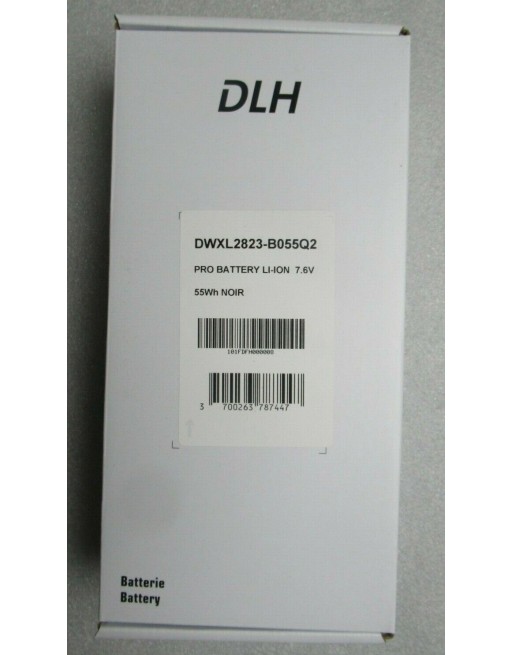 DLH
DWXL2823-B055Q2
PRO BATTERY LI-ION 7.6V
55Wh NOIR
3 700263 787447
Batterie
Battery